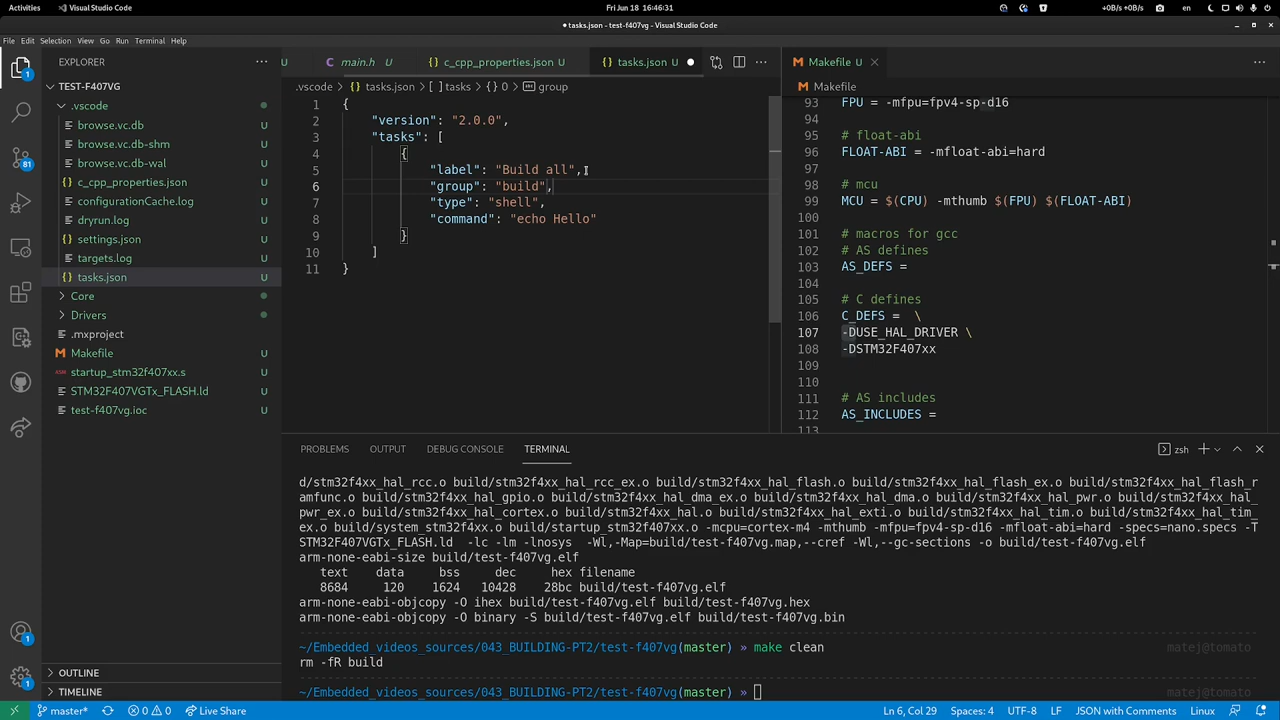 Activities
Visual Studio Code
Fri Jun 18 16:46:31
+0B/s +0B/s
en
tasks.json - test-f407vg - Visual Studio Code
File Edit Selection View Go Run Terminal Help
EXPLORER
TEST-F407VG
.vscode
browse.vc.db U
browse.vc.db-shm U
browse.vc.db-wal U
c_cpp_properties.json U
configurationCache.log U
dryrun.log U
settings.json U
targets.log U
tasks.json U
Core
Drivers
.mxproject U
Makefile U
startup_stm32f407xx.s U
STM32F407VGTx_FLASH.ld U
test-f407vg.ioc U
OUTLINE
TIMELINE
1
81
1
1
U
main.h U
c_cpp_properties.json U
tasks.json U
.vscode > tasks.json > [ ] tasks > { } 0 > group
1 {
2 "version": "2.0.0",
3 "tasks": [
4 {
5 "label": "Build all",
6 "group": "build",
7 "type": "shell",
8 "command": "echo Hello"
9 }
10 ]
11 }
Makefile U
Makefile
93 FPU = -mfpu=fpv4-sp-d16
94
95 # float-abi
96 FLOAT-ABI = -mfloat-abi=hard
97
98 # mcu
99 MCU = $(CPU) -mthumb $(FPU) $(FLOAT-ABI)
100
101 # macros for gcc
102 # AS defines
103 AS_DEFS =
104
105 # C defines
106 C_DEFS = \
107 -DUSE_HAL_DRIVER \
108 -DSTM32F407xx
109
110
111 # AS includes
112 AS_INCLUDES =
113
PROBLEMS OUTPUT DEBUG CONSOLE TERMINAL
zsh
d/stm32f4xx_hal_rcc.o build/stm32f4xx_hal_rcc_ex.o build/stm32f4xx_hal_flash.o build/stm32f4xx_hal_flash_ex.o build/stm32f4xx_hal_flash_r
amfunc.o build/stm32f4xx_hal_gpio.o build/stm32f4xx_hal_dma_ex.o build/stm32f4xx_hal_dma.o build/stm32f4xx_hal_pwr.o build/stm32f4xx_hal_
pwr_ex.o build/stm32f4xx_hal_cortex.o build/stm32f4xx_hal.o build/stm32f4xx_hal_exti.o build/stm32f4xx_hal_tim.o build/stm32f4xx_hal_tim_
ex.o build/system_stm32f4xx.o build/startup_stm32f407xx.o -mcpu=cortex-m4 -mthumb -mfpu=fpv4-sp-d16 -mfloat-abi=hard -specs=nano.specs -T
STM32F407VGTx_FLASH.ld -lc -lm -lnosys -Wl,-Map=build/test-f407vg.map,--cref -Wl,--gc-sections -o build/test-f407vg.elf
arm-none-eabi-size build/test-f407vg.elf
text data bss dec hex filename
8684 120 1624 10428 28bc build/test-f407vg.elf
arm-none-eabi-objcopy -O ihex build/test-f407vg.elf build/test-f407vg.hex
arm-none-eabi-objcopy -O binary -S build/test-f407vg.elf build/test-f407vg.bin
~/Embedded_videos_sources/043_BUILDING-PT2/test-f407vg(master) » make clean matej@tomato
rm -fR build
~/Embedded_videos_sources/043_BUILDING-PT2/test-f407vg(master) » matej@tomato
master* 0 0 Live Share Ln 6, Col 29 Spaces: 4 UTF-8 LF JSON with Comments Linux